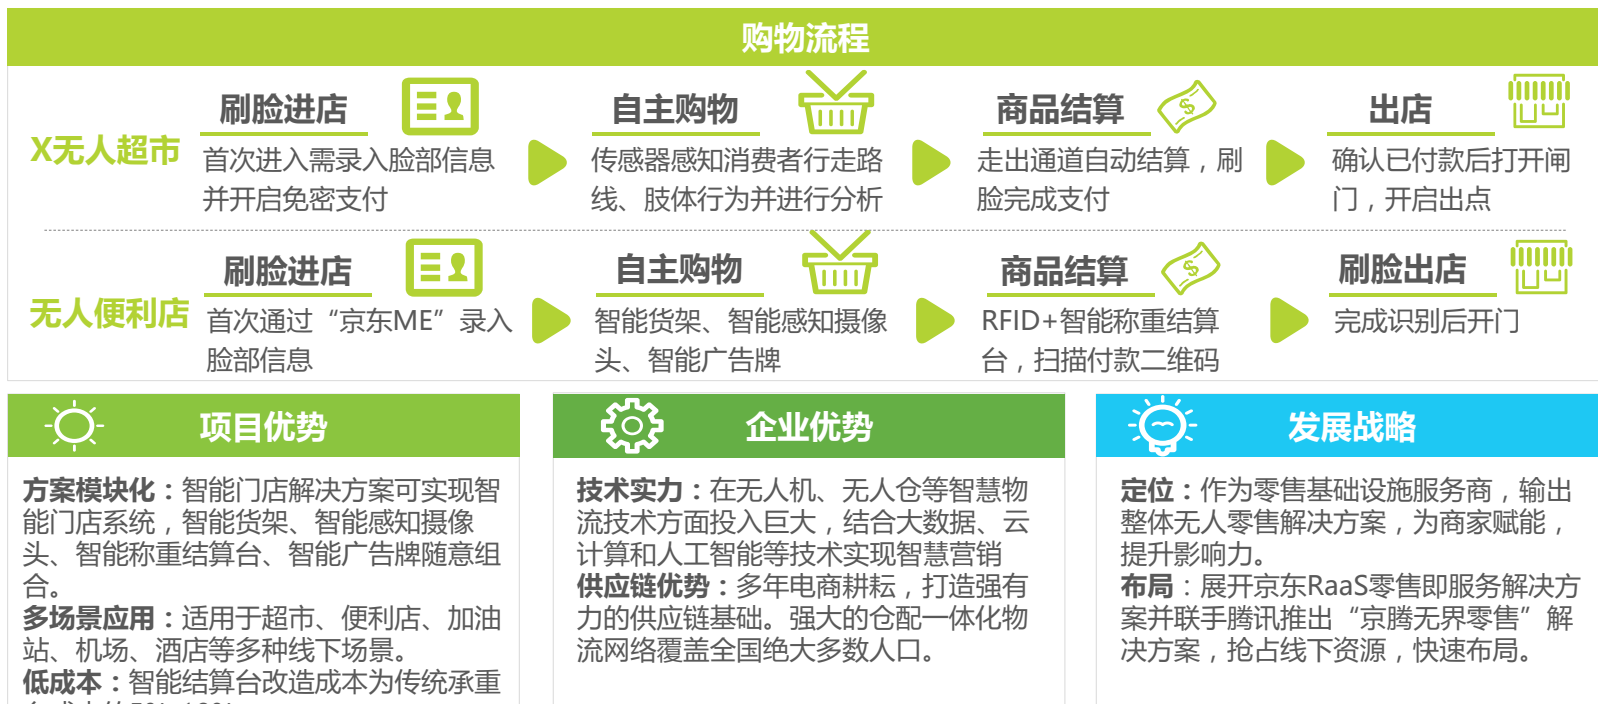 购物流程
X无人超市
刷脸进店
首次进入需录入脸部信息
并开启免密支付
自主购物
传感器感知消费者行走路
线、肢体行为并进行分析
商品结算
走出通道自动结算，刷
脸完成支付
出店
确认已付款后打开闸
门，开启出点
无人便利店
刷脸进店
首次通过“京东ME”录入
脸部信息
自主购物
智能货架、智能感知摄像
头、智能广告牌
商品结算
RFID+智能称重结算
台，扫描付款二维码
刷脸出店
完成识别后开门
项目优势
方案模块化：智能门店解决方案可实现智
能门店系统，智能货架、智能感知摄像
头、智能称重结算台、智能广告牌随意组
合。
多场景应用：适用于超市、便利店、加油
站、机场、酒店等多种线下场景。
低成本：智能结算台改造成本为传统承重
企业优势
技术实力：在无人机、无人仓等智慧物
流技术方面投入巨大，结合大数据、云
计算和人工智能等技术实现智慧营销
供应链优势：多年电商耕耘，打造强有
力的供应链基础。强大的仓配一体化物
流网络覆盖全国绝大多数人口。
发展战略
定位：作为零售基础设施服务商，输出
整体无人零售解决方案，为商家赋能，
提升影响力。
布局：展开京东RaaS零售即服务解决方
案并联手腾讯推出“京腾无界零售”解
决方案，抢占线下资源，快速布局。